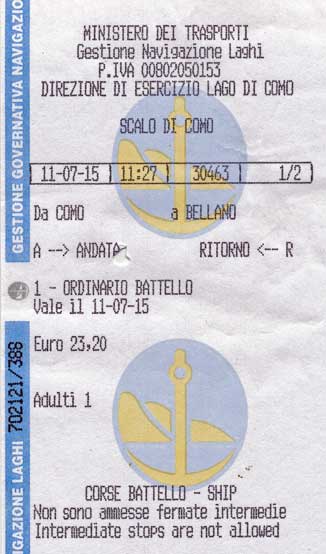 MINISTERO DEI TRASPORTI
Gestione Navigazione Laghi
P.IVA 00802050153
DIREZIONE DI ESERCIZIO LAGO DI COMO
SCALO DI COMO
11-07-15 | 11:27 | 30463 | 1/2
Da COMO a BELLANO
A --> ANDATA RITORNO <-- R
1 - ORDINARIO BATTELLO
Vale il 11-07-15
Euro 23,20
Adulti 1
CORSE BATTELLO - SHIP
Non sono ammesse fermate intermedie
Intermediate stops are not allowed
GESTIONE GOVERNATIVA NAVIGAZIO
702121/388
IGAZIONE LAGHI